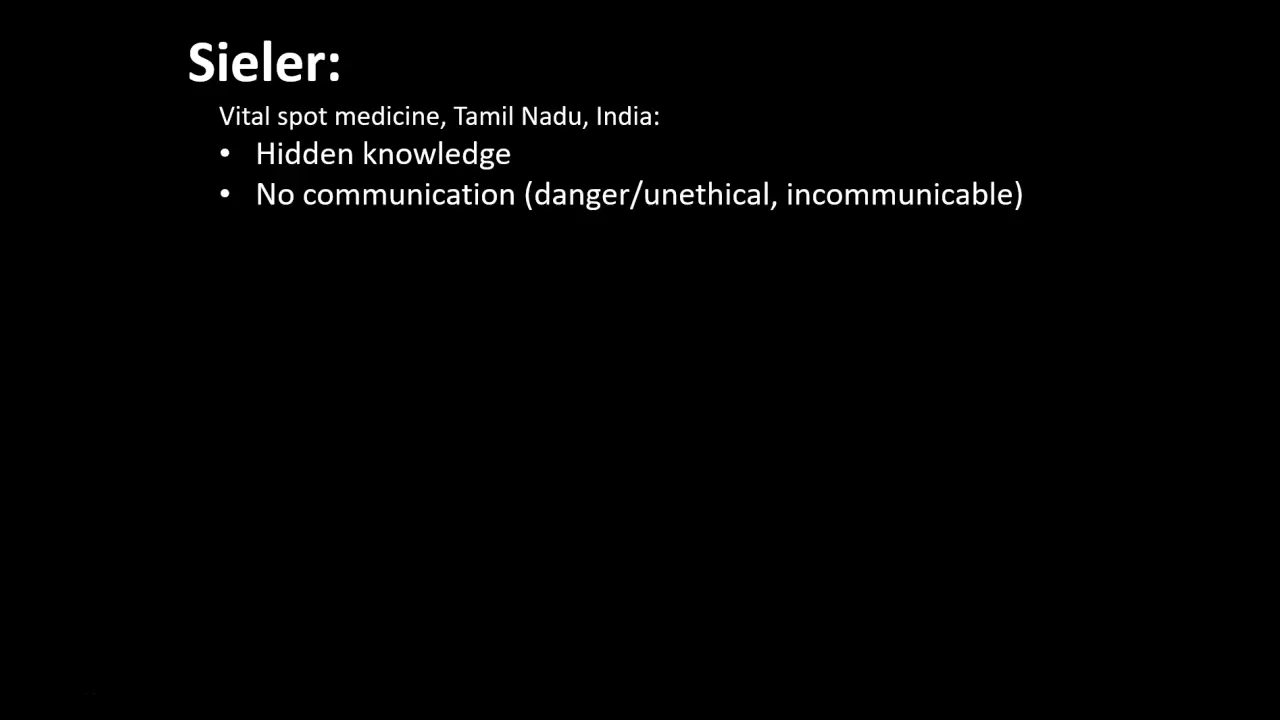 Sieler:
Vital spot medicine, Tamil Nadu, India:
• Hidden knowledge
• No communication (danger/unethical, incommunicable)